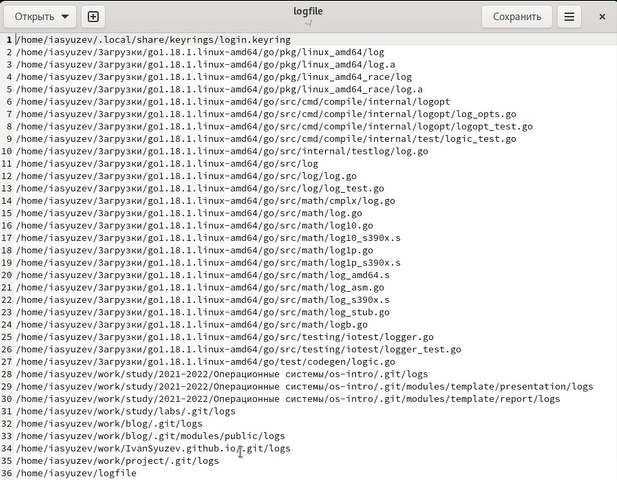 Открыть
logfile
~/
Сохранить
1 /home/iasyuzev/.local/share/keyrings/login.keyring
2 /home/iasyuzev/Загрузки/go1.18.1.linux-amd64/go/pkg/linux_amd64/log
3 /home/iasyuzev/Загрузки/go1.18.1.linux-amd64/go/pkg/linux_amd64/log.a
4 /home/iasyuzev/Загрузки/go1.18.1.linux-amd64/go/pkg/linux_amd64_race/log
5 /home/iasyuzev/Загрузки/go1.18.1.linux-amd64/go/pkg/linux_amd64_race/log.a
6 /home/iasyuzev/Загрузки/go1.18.1.linux-amd64/go/src/cmd/compile/internal/logopt
7 /home/iasyuzev/Загрузки/go1.18.1.linux-amd64/go/src/cmd/compile/internal/logopt/log_opts.go
8 /home/iasyuzev/Загрузки/go1.18.1.linux-amd64/go/src/cmd/compile/internal/logopt/logopt_test.go
9 /home/iasyuzev/Загрузки/go1.18.1.linux-amd64/go/src/cmd/compile/internal/test/logic_test.go
10 /home/iasyuzev/Загрузки/go1.18.1.linux-amd64/go/src/internal/testlog/log.go
11 /home/iasyuzev/Загрузки/go1.18.1.linux-amd64/go/src/log
12 /home/iasyuzev/Загрузки/go1.18.1.linux-amd64/go/src/log/log.go
13 /home/iasyuzev/Загрузки/go1.18.1.linux-amd64/go/src/log/log_test.go
14 /home/iasyuzev/Загрузки/go1.18.1.linux-amd64/go/src/math/cmplx/log.go
15 /home/iasyuzev/Загрузки/go1.18.1.linux-amd64/go/src/math/log.go
16 /home/iasyuzev/Загрузки/go1.18.1.linux-amd64/go/src/math/log10.go
17 /home/iasyuzev/Загрузки/go1.18.1.linux-amd64/go/src/math/log10_s390x.s
18 /home/iasyuzev/Загрузки/go1.18.1.linux-amd64/go/src/math/log1p.go
19 /home/iasyuzev/Загрузки/go1.18.1.linux-amd64/go/src/math/log1p_s390x.s
20 /home/iasyuzev/Загрузки/go1.18.1.linux-amd64/go/src/math/log_amd64.s
21 /home/iasyuzev/Загрузки/go1.18.1.linux-amd64/go/src/math/log_asm.go
22 /home/iasyuzev/Загрузки/go1.18.1.linux-amd64/go/src/math/log_s390x.s
23 /home/iasyuzev/Загрузки/go1.18.1.linux-amd64/go/src/math/log_stub.go
24 /home/iasyuzev/Загрузки/go1.18.1.linux-amd64/go/src/math/logb.go
25 /home/iasyuzev/Загрузки/go1.18.1.linux-amd64/go/src/testing/iotest/logger.go
26 /home/iasyuzev/Загрузки/go1.18.1.linux-amd64/go/src/testing/iotest/logger_test.go
27 /home/iasyuzev/Загрузки/go1.18.1.linux-amd64/go/test/codegen/logic.go
28 /home/iasyuzev/work/study/2021-2022/Операционные системы/os-intro/.git/logs
29 /home/iasyuzev/work/study/2021-2022/Операционные системы/os-intro/.git/modules/template/presentation/logs
30 /home/iasyuzev/work/study/2021-2022/Операционные системы/os-intro/.git/modules/template/report/logs
31 /home/iasyuzev/work/study/labs/.git/logs
32 /home/iasyuzev/work/blog/.git/logs
33 /home/iasyuzev/work/blog/.git/modules/public/logs
34 /home/iasyuzev/work/IvanSyuzev.github.io/.git/logs
35 /home/iasyuzev/work/project/.git/logs
36 /home/iasyuzev/logfile